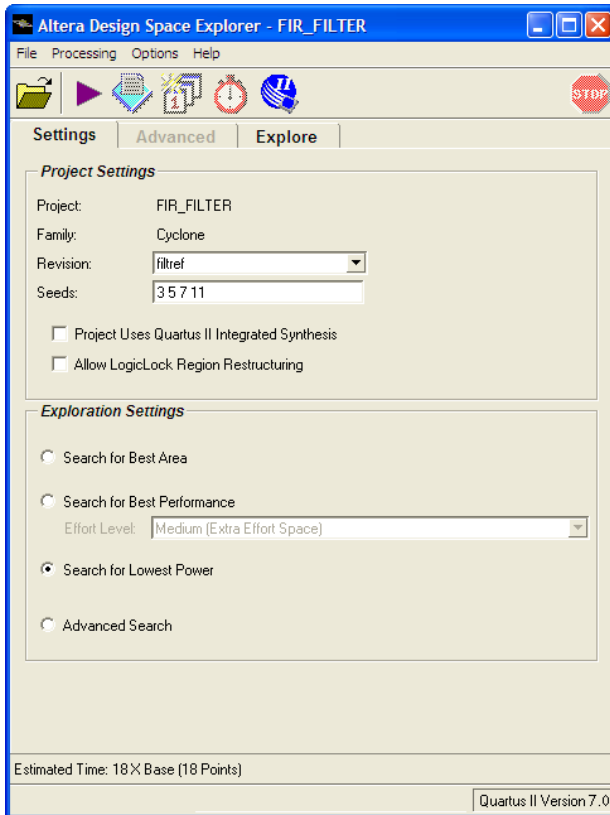 Altera Design Space Explorer - FIR_FILTER
File Processing Options Help
1
II
STOP
Settings Advanced Explore
Project Settings
Project: FIR_FILTER
Family: Cyclone
Revision: filtref
Seeds: 3 5 7 11
Project Uses Quartus II Integrated Synthesis
Allow LogicLock Region Restructuring
Exploration Settings
Search for Best Area
Search for Best Performance
Effort Level: Medium (Extra Effort Space)
Search for Lowest Power
Advanced Search
Estimated Time: 18X Base (18 Points)
Quartus II Version 7.0